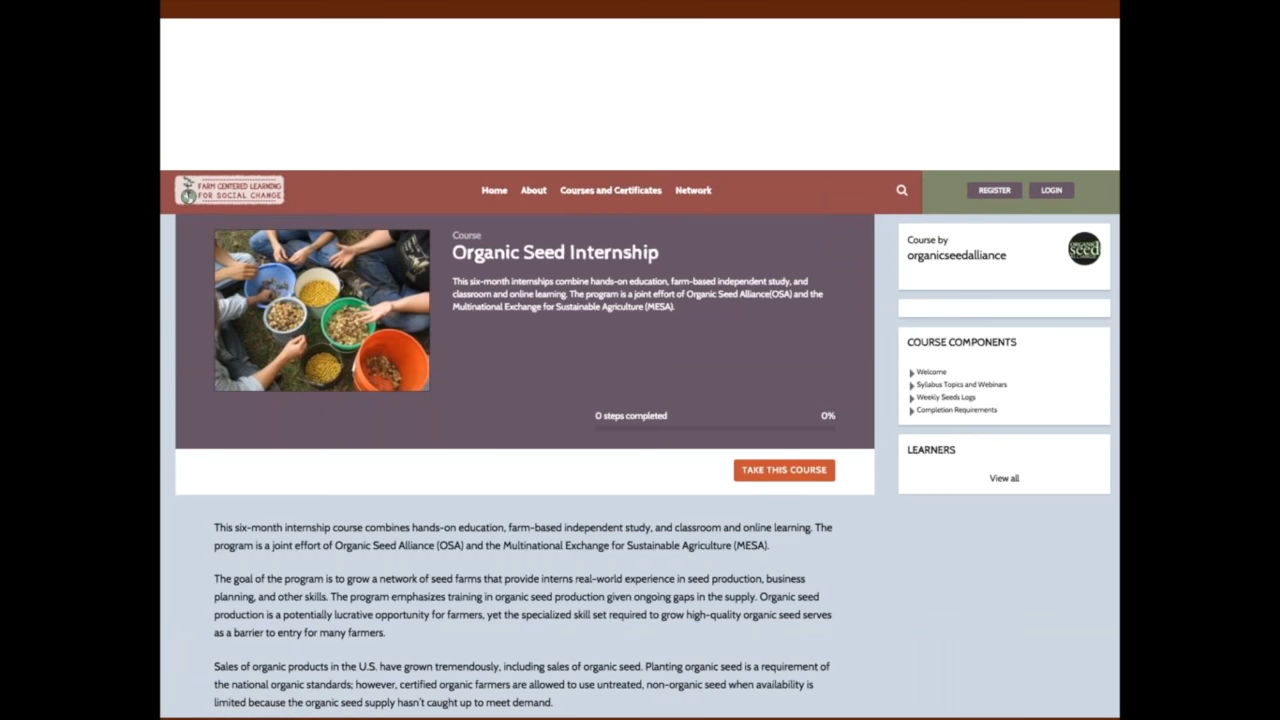 FARM CENTERED LEARNING
FOR SOCIAL CHANGE
Home About Courses and Certificates Network
REGISTER LOGIN
Course
Organic Seed Internship
This six-month internships combine hands-on education, farm-based independent study, and
classroom and online learning. The program is a joint effort of Organic Seed Alliance(OSA) and the
Multinational Exchange for Sustainable Agriculture (MESA).
0 steps completed 0%
TAKE THIS COURSE
Course by
organicseedalliance
ORGANIC
seed
COURSE COMPONENTS
Welcome
Syllabus Topics and Webinars
Weekly Seeds Logs
Completion Requirements
LEARNERS
View all
This six-month internship course combines hands-on education, farm-based independent study, and classroom and online learning. The
program is a joint effort of Organic Seed Alliance (OSA) and the Multinational Exchange for Sustainable Agriculture (MESA).
The goal of the program is to grow a network of seed farms that provide interns real-world experience in seed production, business
planning, and other skills. The program emphasizes training in organic seed production given ongoing gaps in the supply. Organic seed
production is a potentially lucrative opportunity for farmers, yet the specialized skill set required to grow high-quality organic seed serves
as a barrier to entry for many farmers.
Sales of organic products in the U.S. have grown tremendously, including sales of organic seed. Planting organic seed is a requirement of
the national organic standards; however, certified organic farmers are allowed to use untreated, non-organic seed when availability is
limited because the organic seed supply hasn't caught up to meet demand.